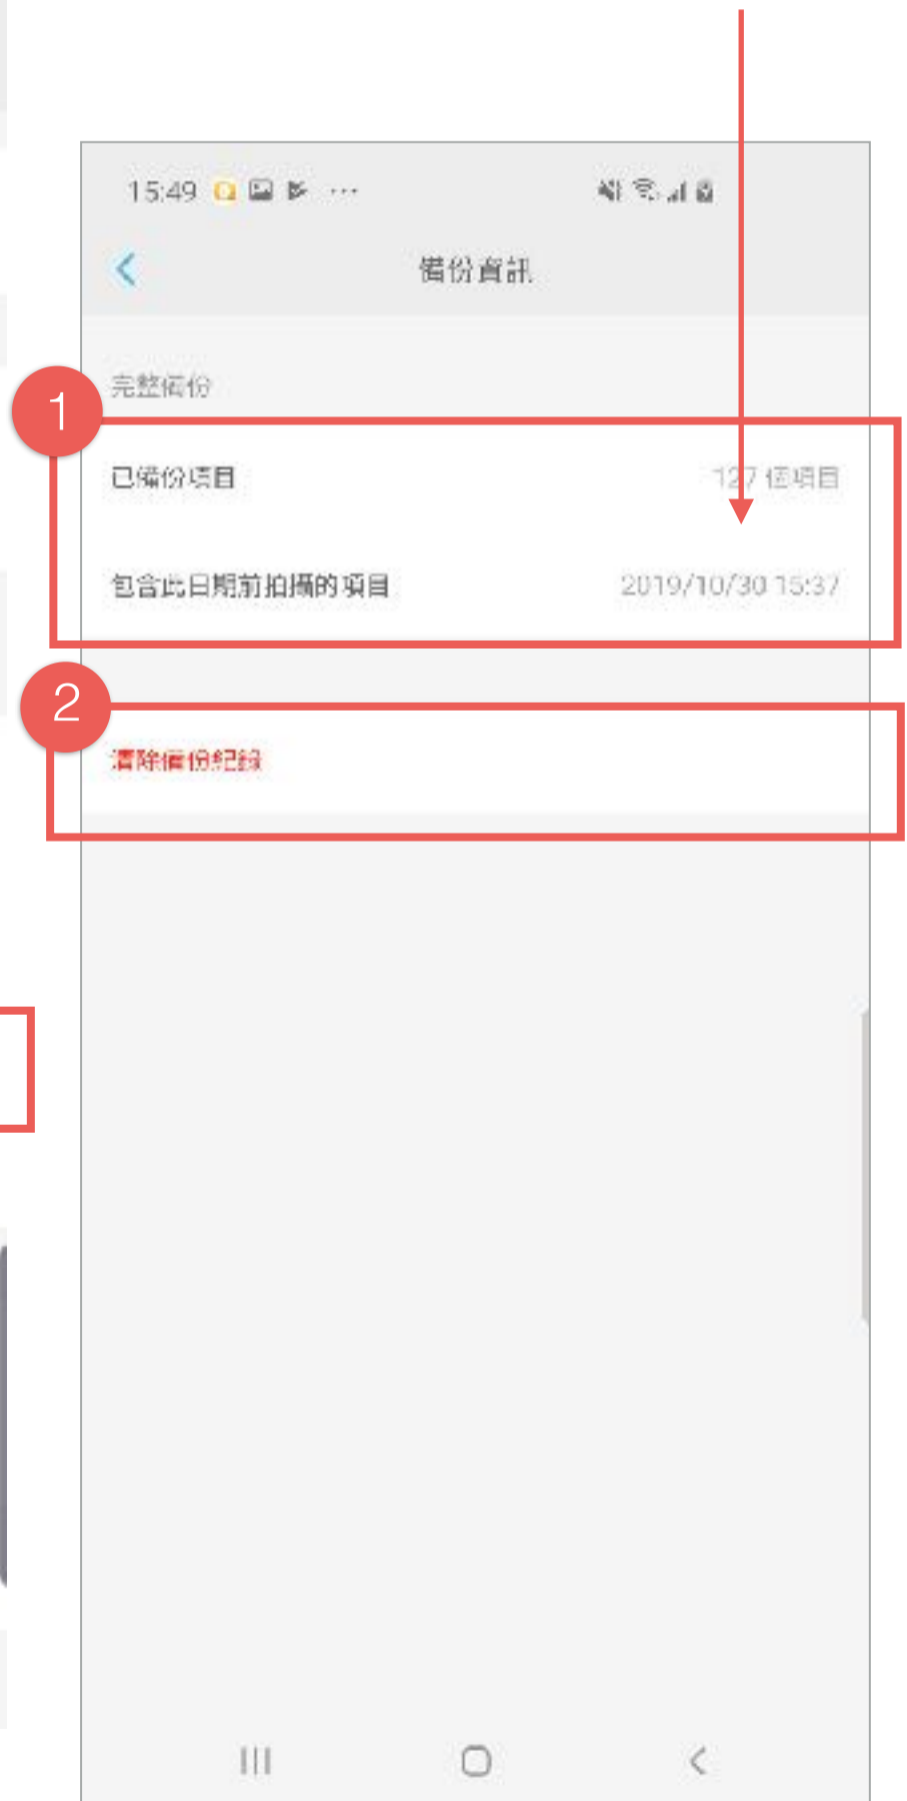 15:49
備份資訊
完整備份
1
已備份項目 127 個項目
包含此日期前拍攝的項目 2019/10/30 15:37
2
清除備份紀錄